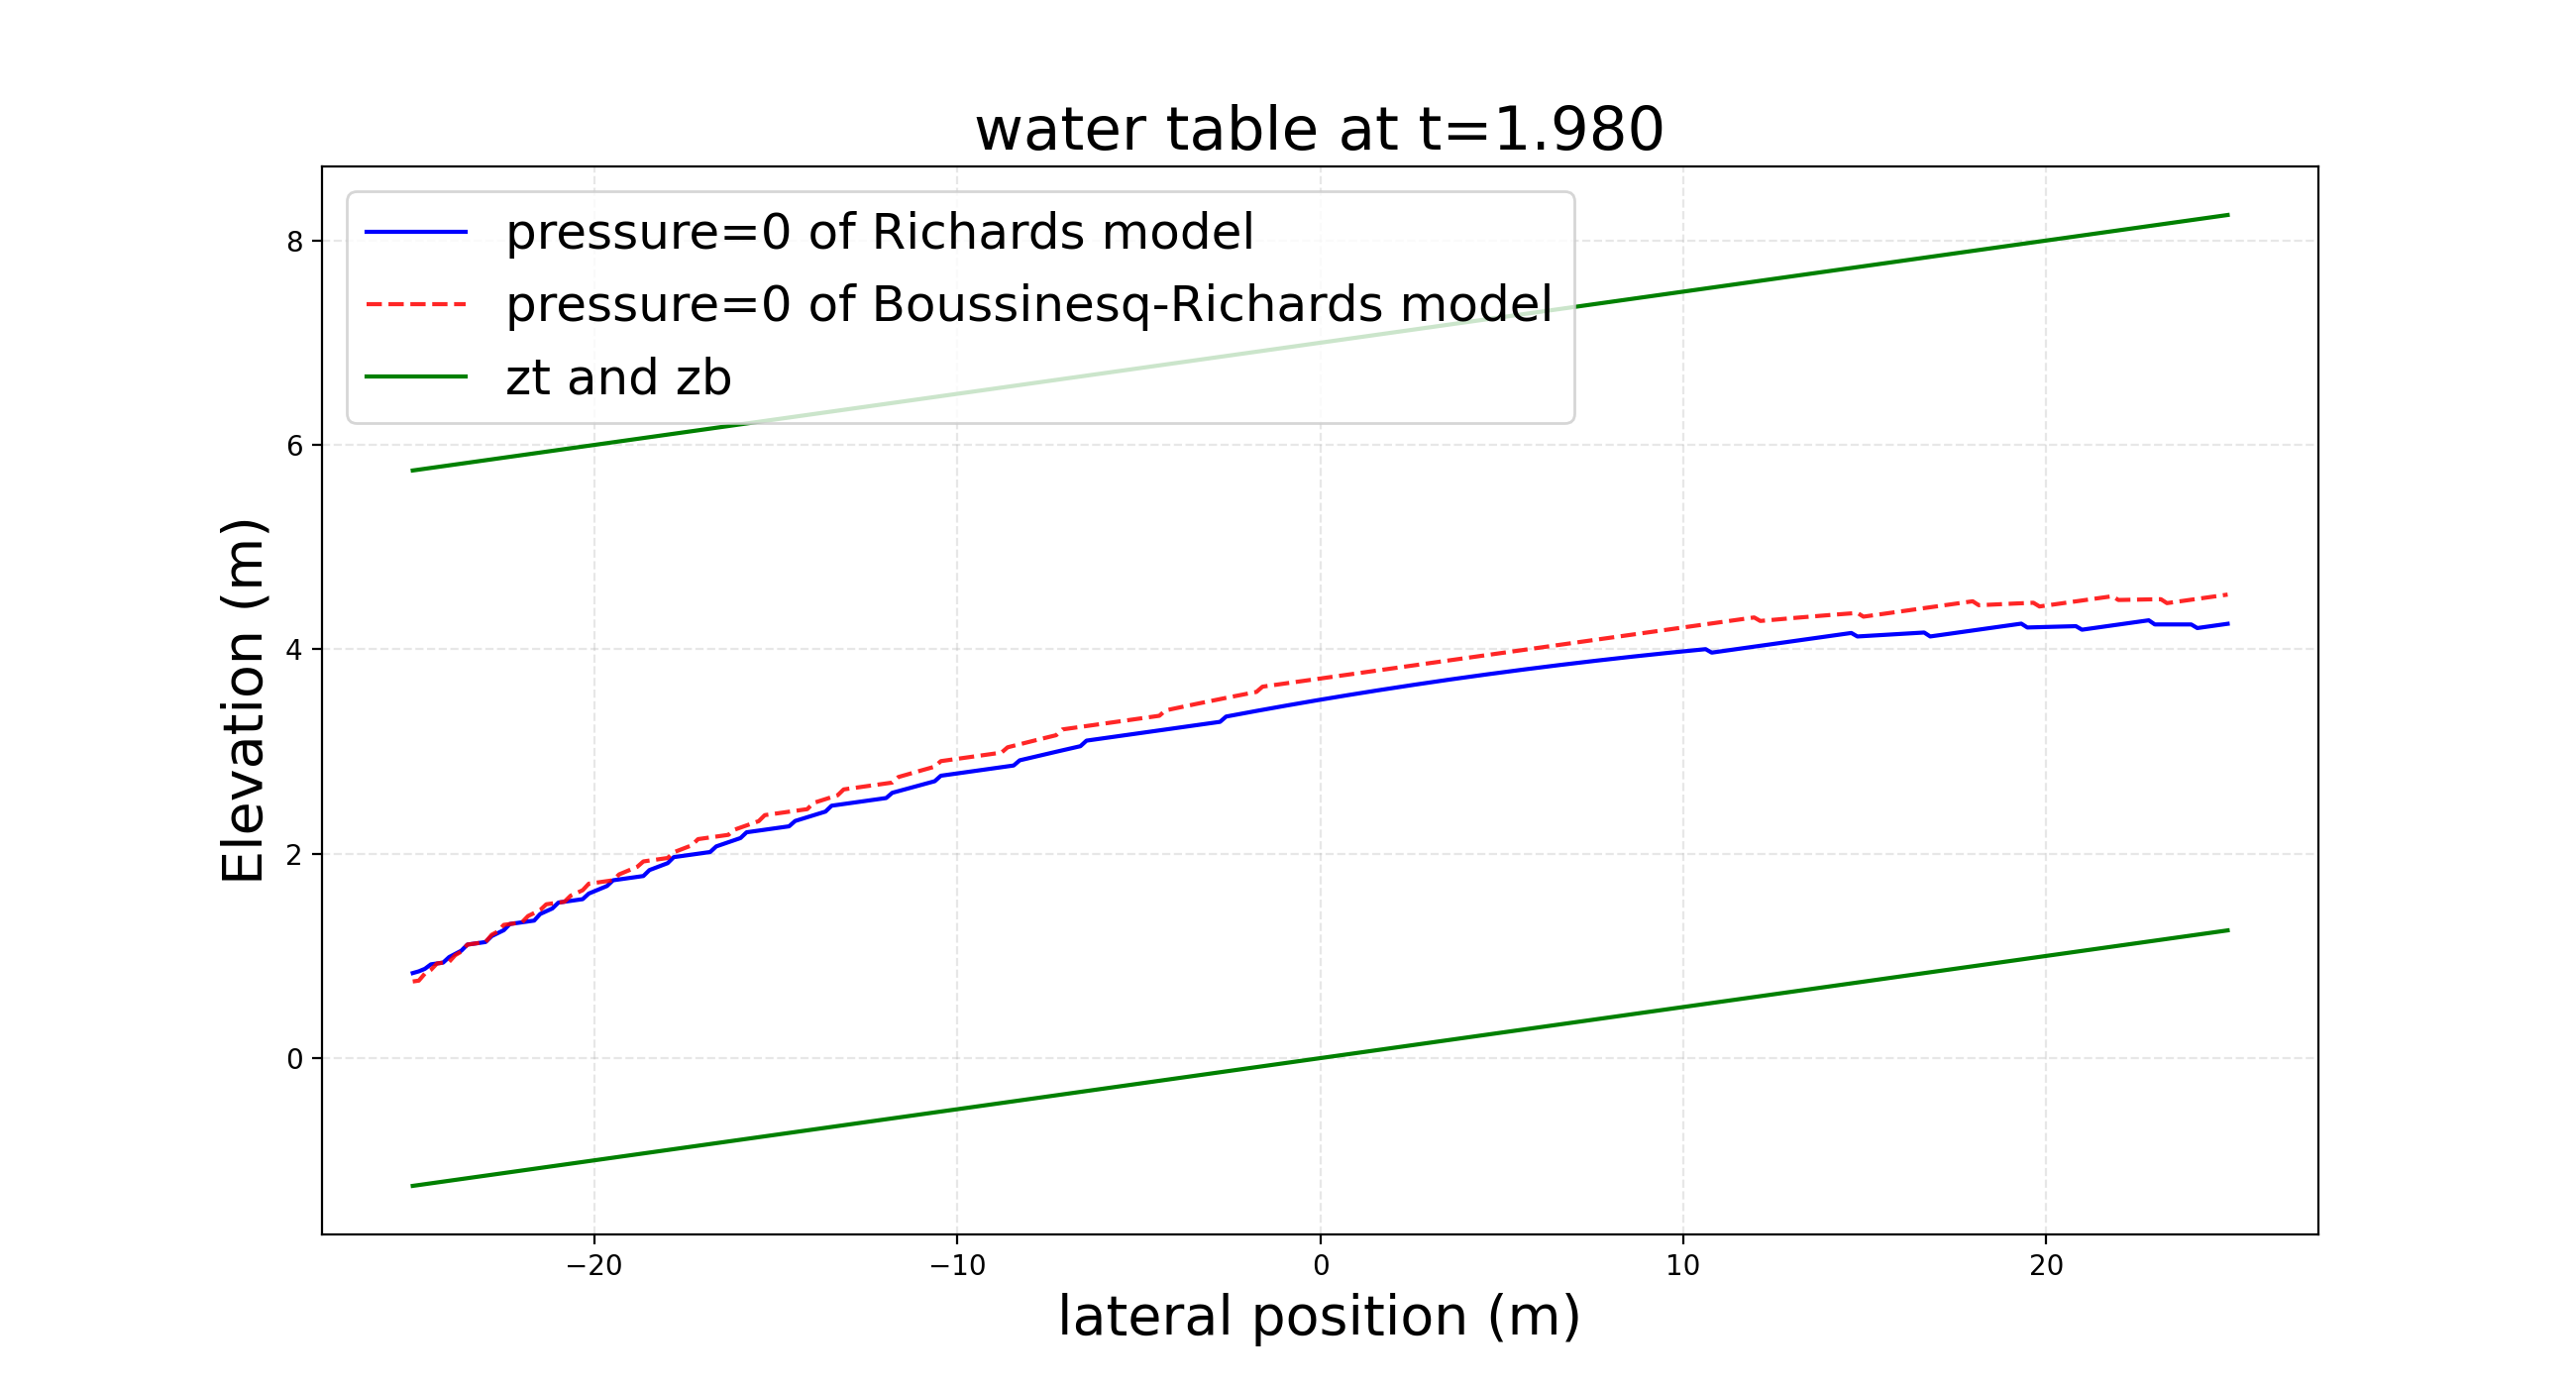 water table at t=1.980
pressure=0 of Richards model
pressure=0 of Boussinesq-Richards model
zt and zb
Elevation (m)
8
6
4
2
0
−20
−10
0
10
20
lateral position (m)